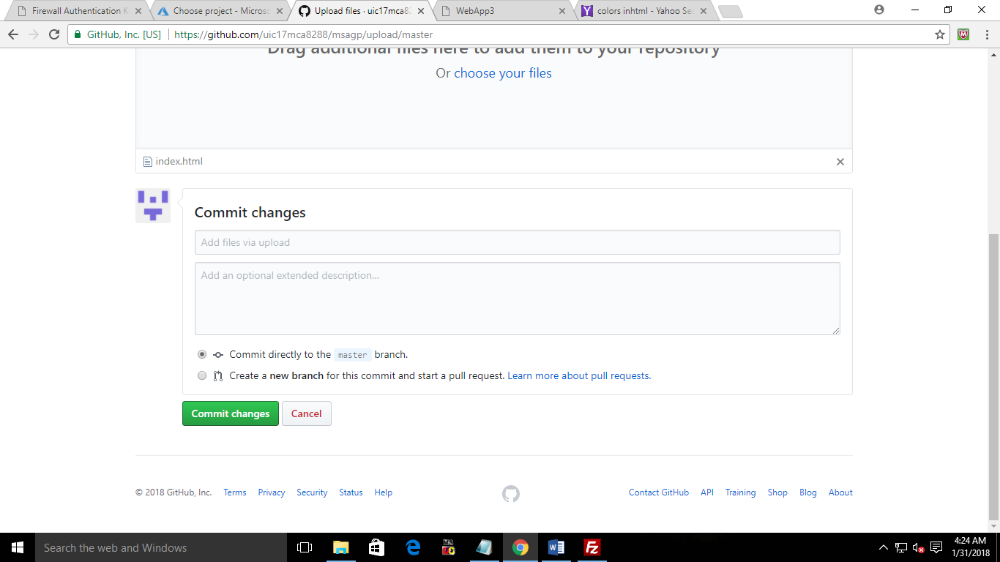 Firewall Authentication K
Choose project - Microso
Upload files · uic17mca82
WebApp3
colors inhtml - Yahoo Se
GitHub, Inc. [US]
https://github.com/uic17mca8288/msagp/upload/master
Drag additional files here to add them to your repository
Or choose your files
index.html
Commit changes
Add files via upload
Add an optional extended description...
Commit directly to the master branch.
Create a new branch for this commit and start a pull request. Learn more about pull requests.
Commit changes
Cancel
© 2018 GitHub, Inc. Terms Privacy Security Status Help
Contact GitHub API Training Shop Blog About
Search the web and Windows
4:24 AM
1/31/2018